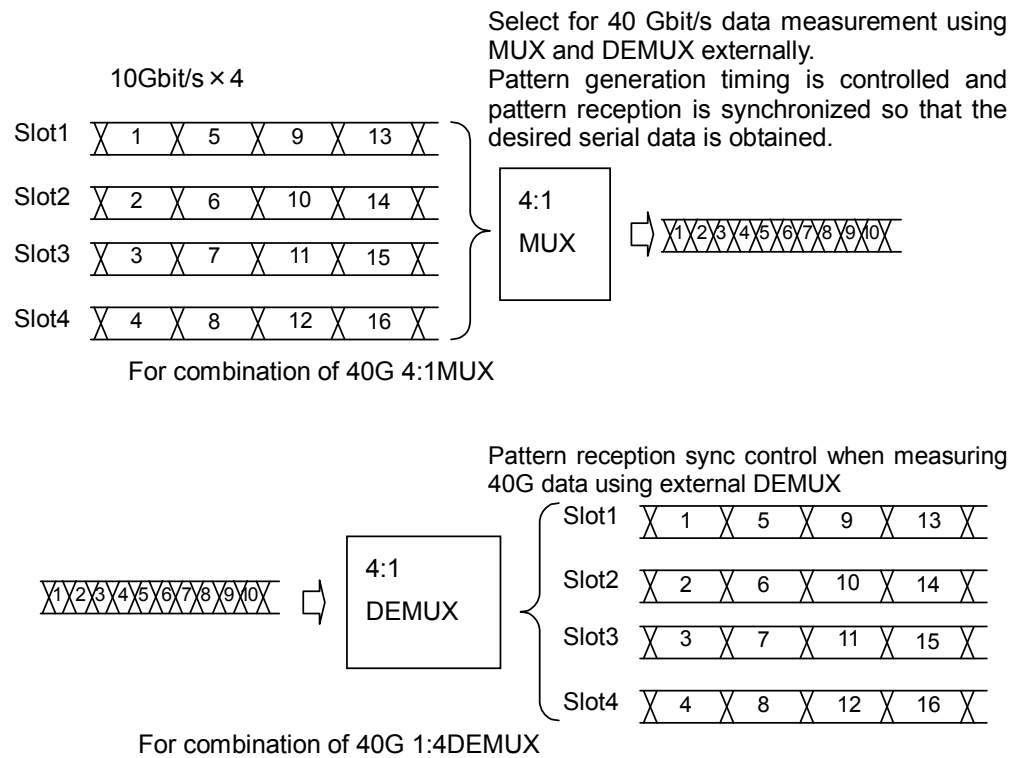 Select for 40 Gbit/s data measurement using
MUX and DEMUX externally.
Pattern generation timing is controlled and
pattern reception is synchronized so that the
desired serial data is obtained.
10Gbit/s × 4
Slot1 1 5 9 13
Slot2 2 6 10 14
Slot3 3 7 11 15
Slot4 4 8 12 16
4:1
MUX
1 2 3 4 5 6 7 8 9 10
For combination of 40G 4:1MUX
Pattern reception sync control when measuring
40G data using external DEMUX
1 2 3 4 5 6 7 8 9 10
4:1
DEMUX
Slot1 1 5 9 13
Slot2 2 6 10 14
Slot3 3 7 11 15
Slot4 4 8 12 16
For combination of 40G 1:4DEMUX